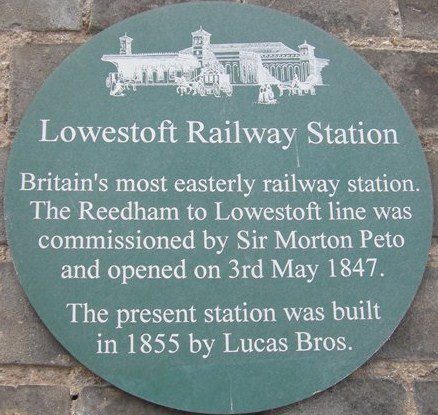 Lowestoft Railway Station
Britain's most easterly railway station.
The Reedham to Lowestoft line was
commissioned by Sir Morton Peto
and opened on 3rd May 1847.
The present station was built
in 1855 by Lucas Bros.